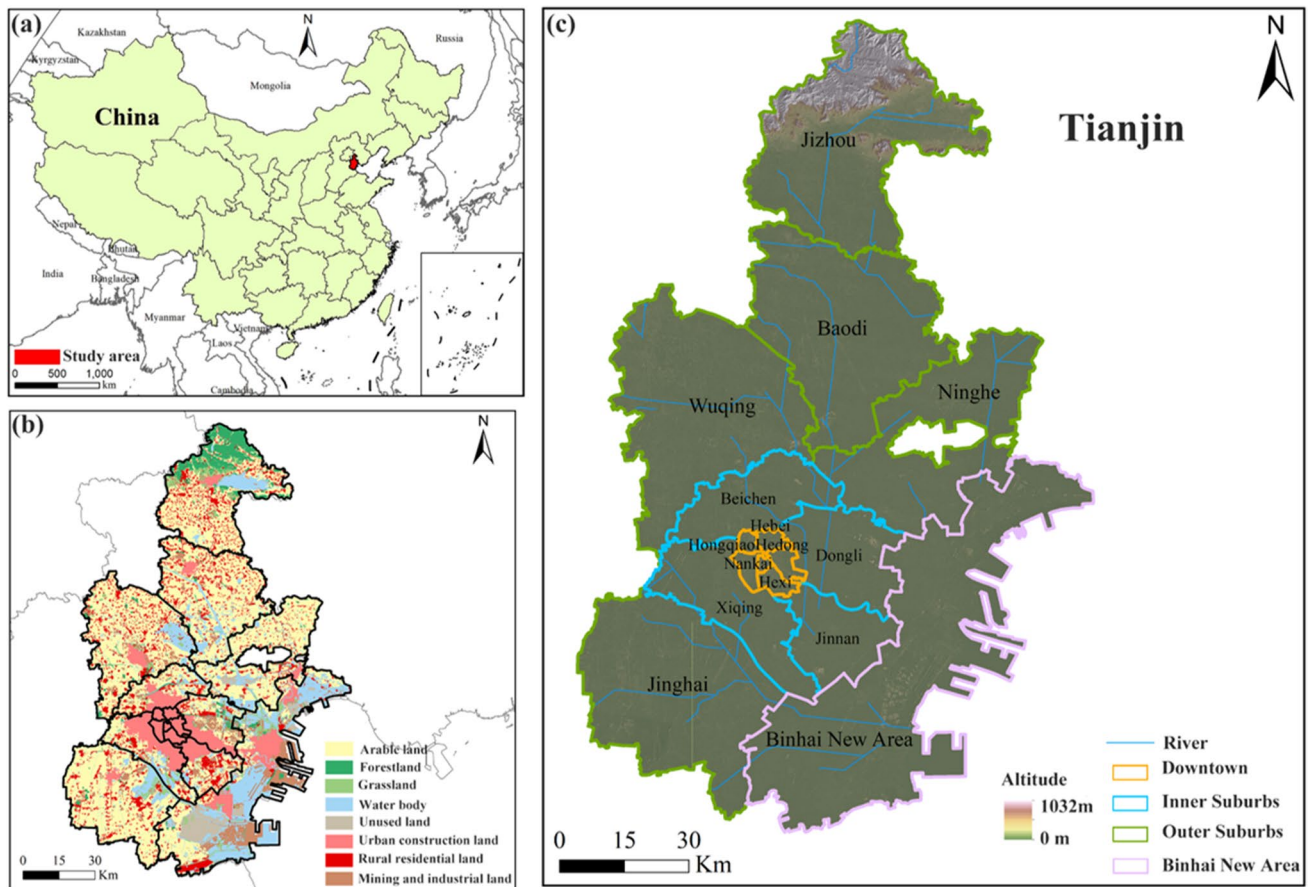 (a)
N
Kazakhstan
Russia
Kyrgyzstan
Mongolia
China
Nepal
Bhutan
India
Bangladesh
Myanmar
Vietnam
Laos
Cambodia
Study area
0 500 1,000
km
(b)
N
Arable land
Forestland
Grassland
Water body
Unused land
Urban construction land
Rural residential land
Mining and industrial land
0 15 30
KM
(c)
N
Tianjin
Jizhou
Baodi
Ninghe
Wuqing
Beichen
Hebei
Hongqiao Hedong
Dongli
Nankai
Hexi
Xiqing
Jinnan
Jinghai
Binhai New Area
River
Downtown
Altitude
1032m
0 m
Inner Suburbs
Outer Suburbs
Binhai New Area
0 15 30
Km